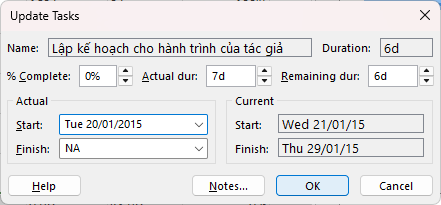 Update Tasks
Name: Lập kế hoạch cho hành trình của tác giả Duration: 6d
% Complete: 0% Actual dur: 7d Remaining dur: 6d
Actual Current
Start: Tue 20/01/2015 Start: Wed 21/01/15
Finish: NA Finish: Thu 29/01/15
Help Notes... OK Cancel